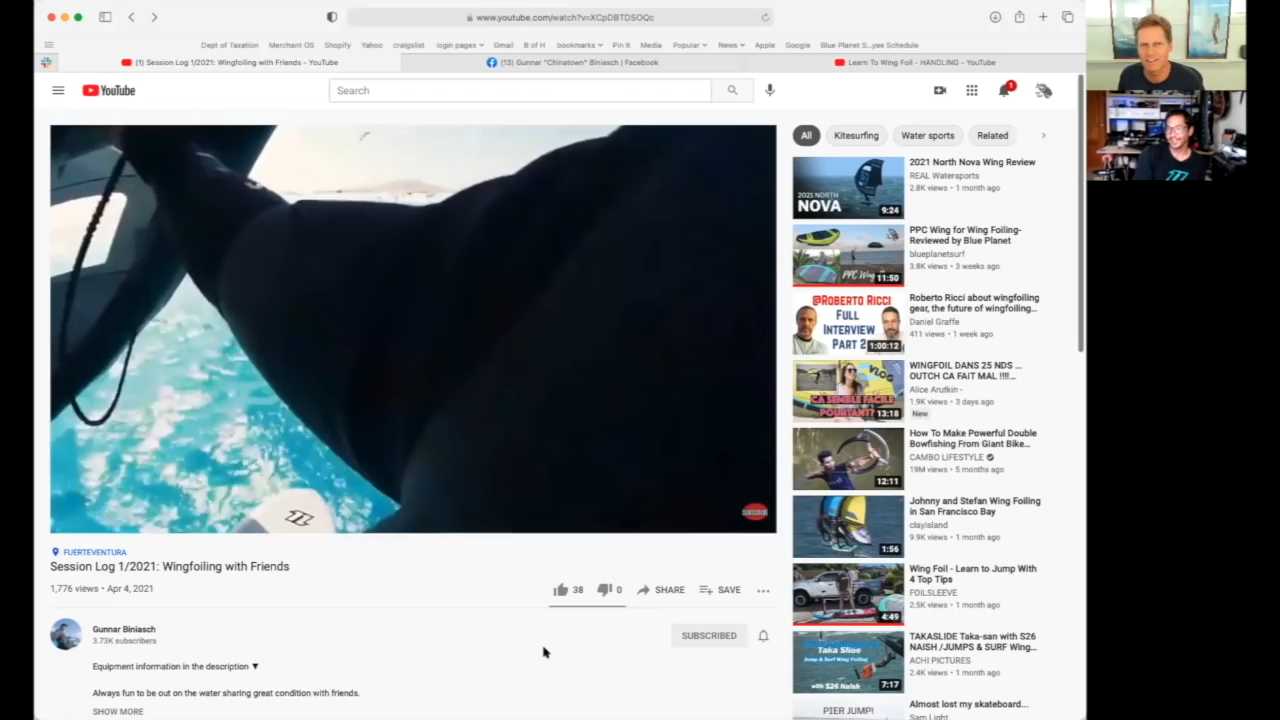 www.youtube.com/watch?v=XCpDBTDSOQc
Dept of Taxation Merchant OS Shopify Yahoo craigslist login pages Gmail B of H bookmarks Pin It Media Popular News Apple Google Blue Planet S...yee Schedule
(1) Session Log 1/2021: Wingfoiling with Friends - YouTube
(13) Gunnar "Chinatown" Biniasch | Facebook
Learn To Wing Foil - HANDLING - YouTube
YouTube
Search
1
All Kitesurfing Water sports Related
2021 NORTH
NOVA
9:24
2021 North Nova Wing Review
REAL Watersports
2.8K views • 1 month ago
PPC Wing
11:50
PPC Wing for Wing Foiling-
Reviewed by Blue Planet
blueplanetsurf
3.8K views • 3 weeks ago
@ROBERTO RICCI
FULL
INTERVIEW
PART 2
1:00:12
Roberto Ricci about wingfoiling
gear, the future of wingfoiling...
Daniel Graffe
411 views • 1 week ago
VLOG
CA SEMBLE FACILE
POURTANT?
13:18
WINGFOIL DANS 25 NDS ...
OUTCH CA FAIT MAL !!!!...
Alice Arutkin -
1.9K views • 3 days ago
New
12:11
How To Make Powerful Double
Bowfishing From Giant Bike...
CAMBO LIFESTYLE
19M views • 5 months ago
1:56
Johnny and Stefan Wing Foiling
in San Francisco Bay
clayisland
9.9K views • 1 month ago
4:49
Wing Foil - Learn to Jump With
4 Top Tips
FOILSLEEVE
2.5K views • 1 month ago
Taka Slide
Jump & Surf Wing Foiling
with S26 Naish
7:17
TAKASLIDE Taka-san with S26
NAISH /JUMPS & SURF Wing...
ACHI PICTURES
2.4K views • 1 month ago
PIER JUMP!
Almost lost my skateboard...
Sam Light
SUBSCRIBE
FUERTEVENTURA
Session Log 1/2021: Wingfoiling with Friends
1,776 views • Apr 4, 2021
38 0 SHARE SAVE
Gunnar Biniasch
3.73K subscribers
SUBSCRIBED
Equipment information in the description ▼
Always fun to be out on the water sharing great condition with friends.
SHOW MORE